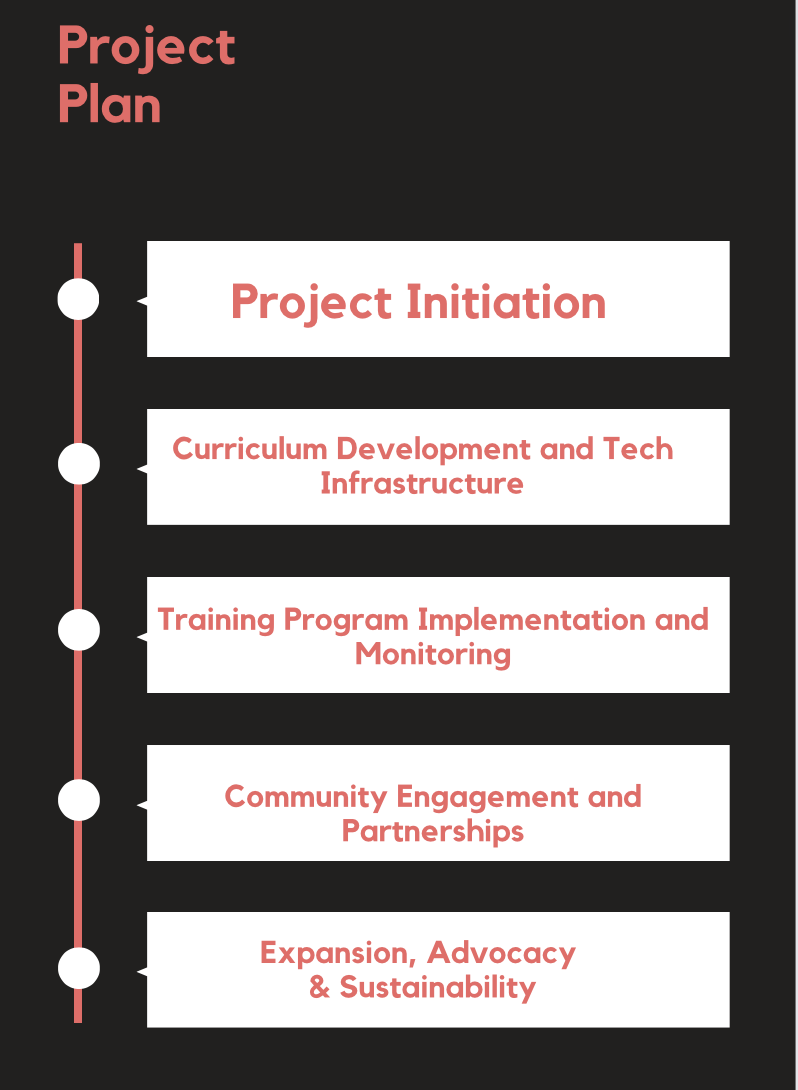 Project
Plan
Project Initiation
Curriculum Development and Tech
Infrastructure
Training Program Implementation and
Monitoring
Community Engagement and
Partnerships
Expansion, Advocacy
& Sustainability